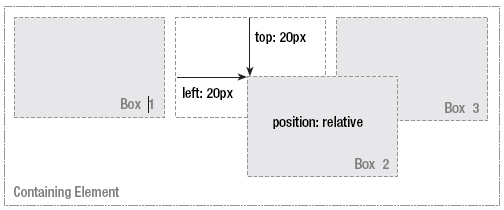 top: 20px
left: 20px
Box 1
position: relative
Box 3
Box 2
Containing Element